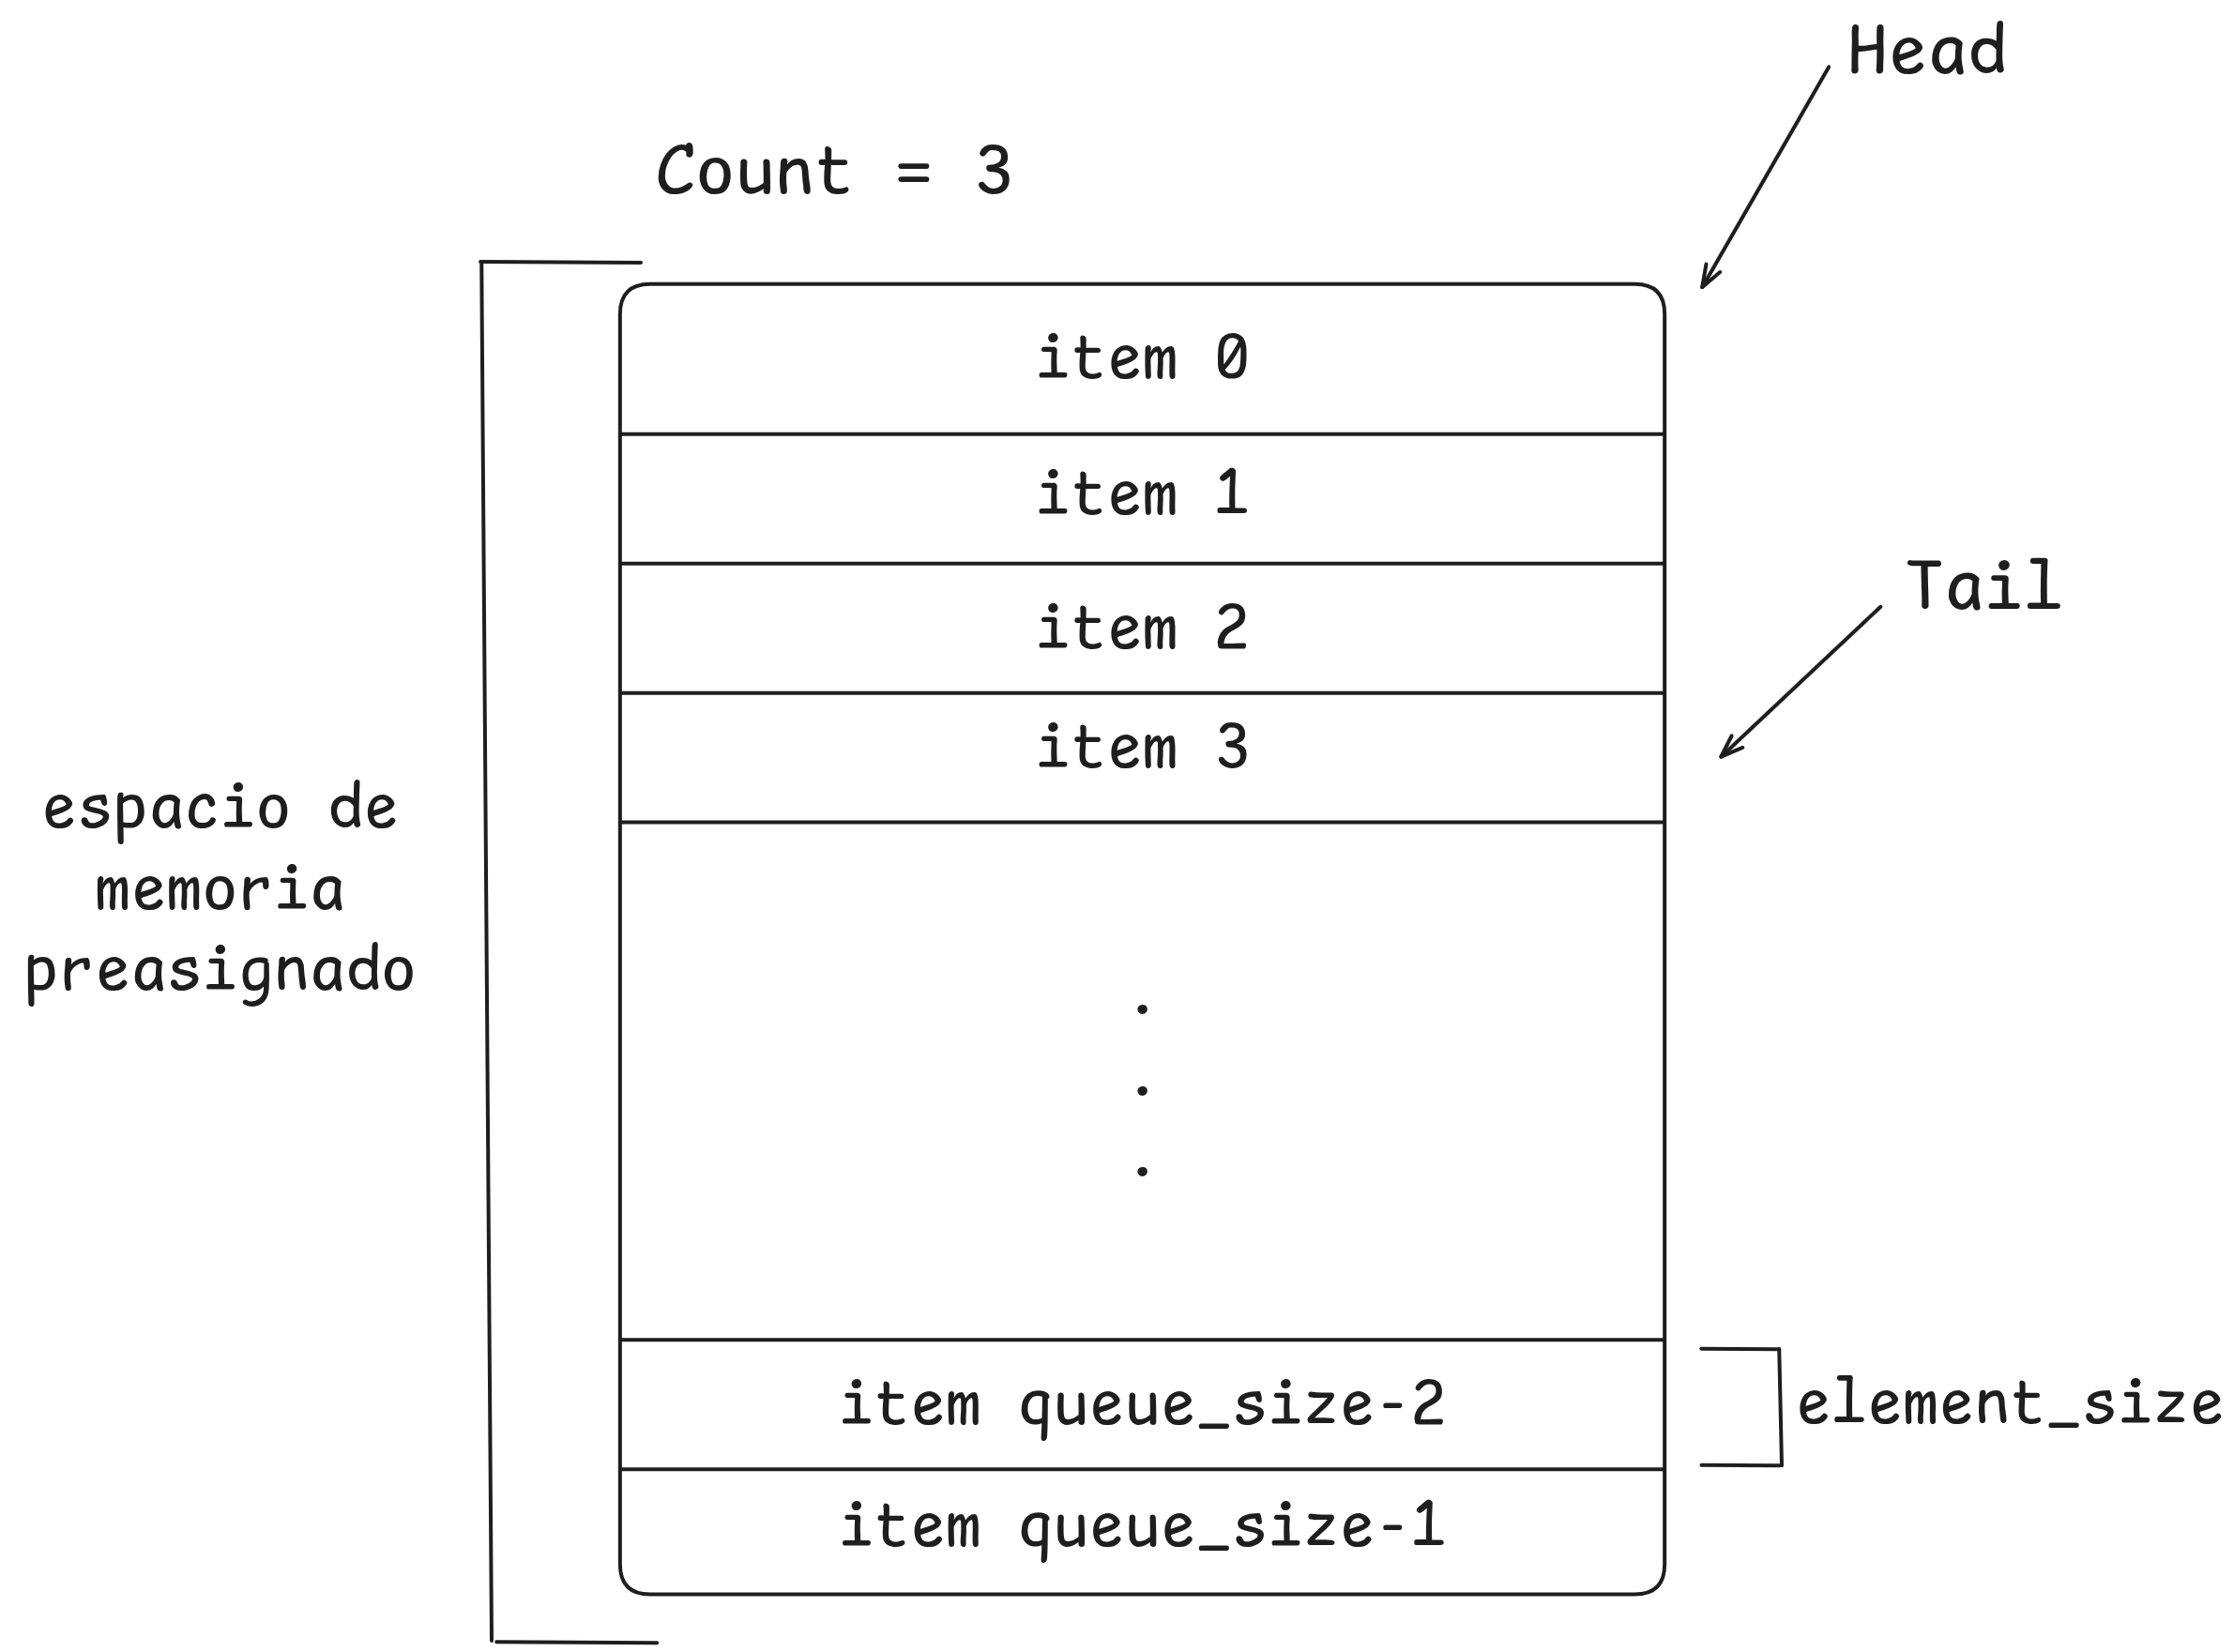 Head
Count = 3
item 0
item 1
item 2
Tail
item 3
espacio de
memoria
preasignado
.
.
.
item queue_size-2
element_size
item queue_size-1